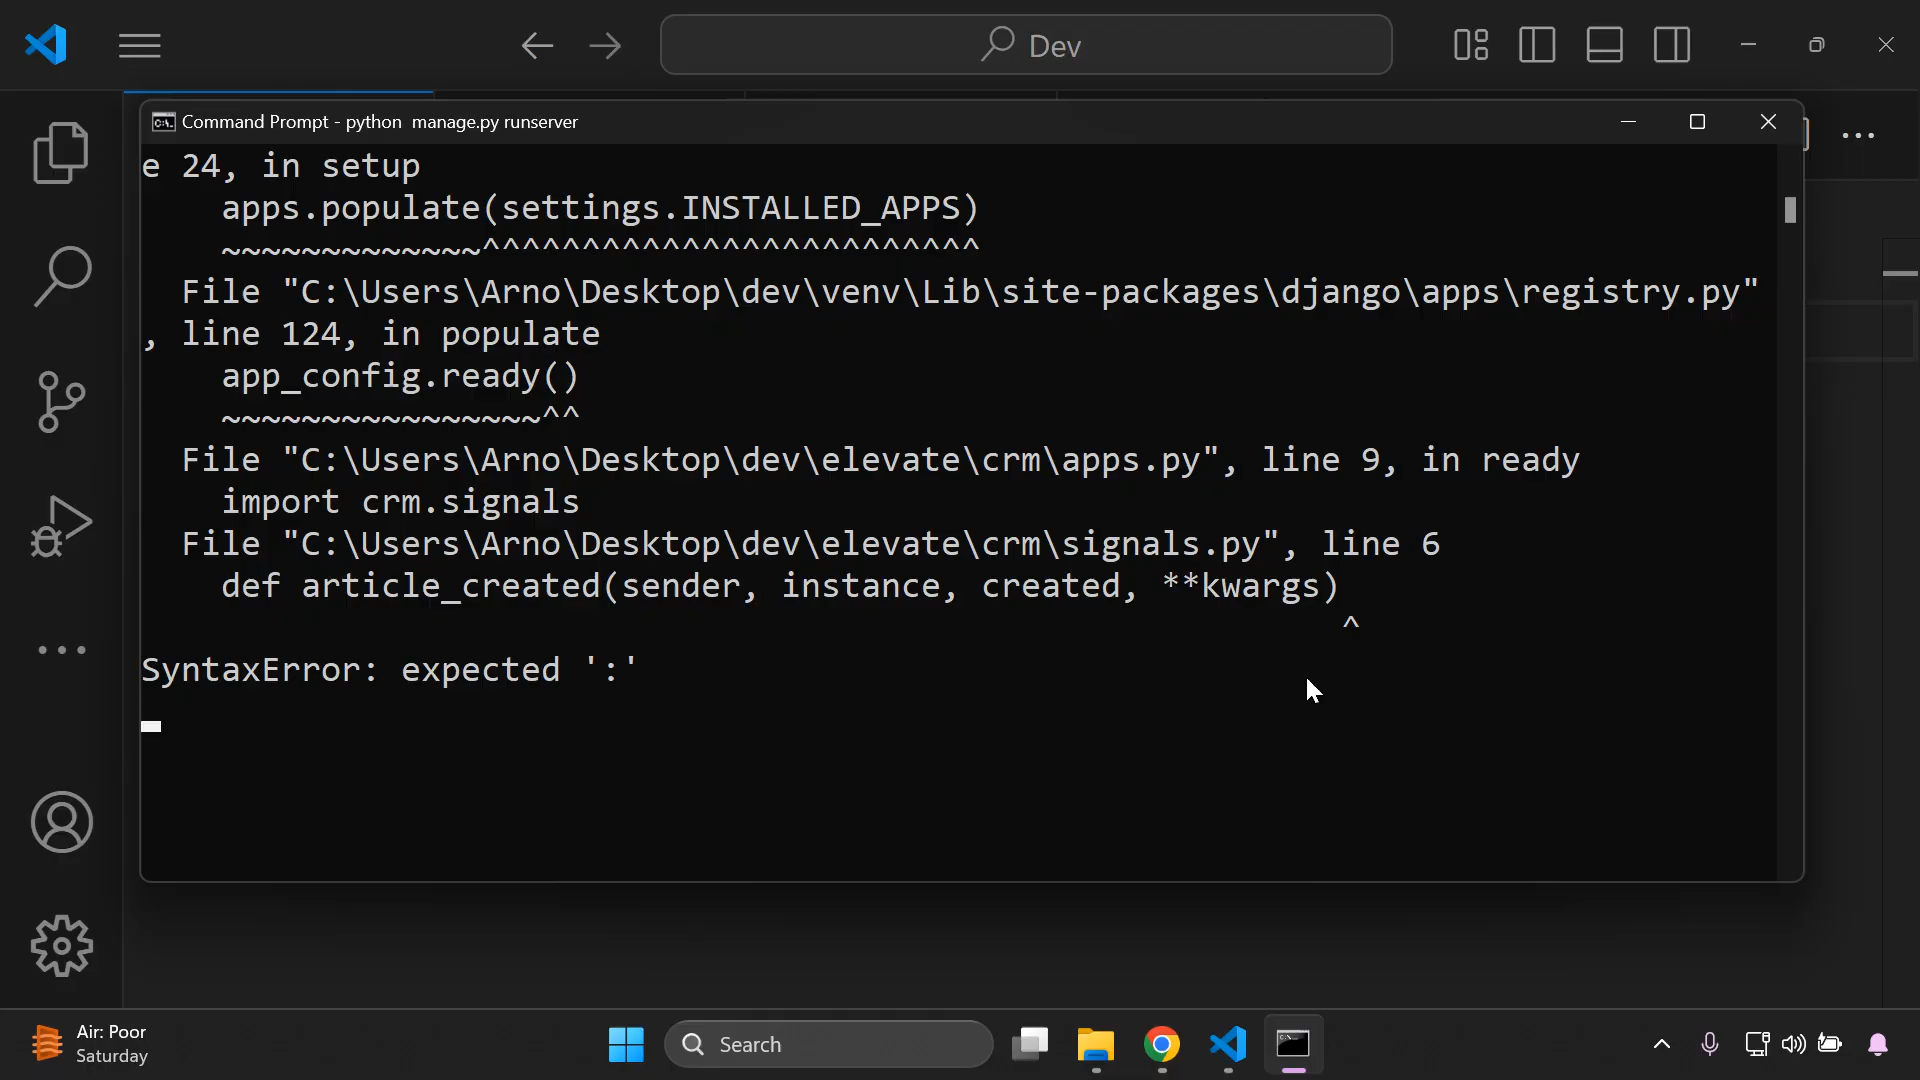 Dev
Command Prompt - python  manage.py runserver
e 24, in setup
    apps.populate(settings.INSTALLED_APPS)
    ~~~~~~~~~~~~~^^^^^^^^^^^^^^^^^^^^^^^^^
  File "C:\Users\Arno\Desktop\dev\venv\Lib\site-packages\django\apps\registry.py"
, line 124, in populate
    app_config.ready()
    ~~~~~~~~~~~~~~~~^^
  File "C:\Users\Arno\Desktop\dev\elevate\crm\apps.py", line 9, in ready
    import crm.signals
  File "C:\Users\Arno\Desktop\dev\elevate\crm\signals.py", line 6
    def article_created(sender, instance, created, **kwargs)
                                                            ^
SyntaxError: expected ':'
Air: Poor
Saturday
Search